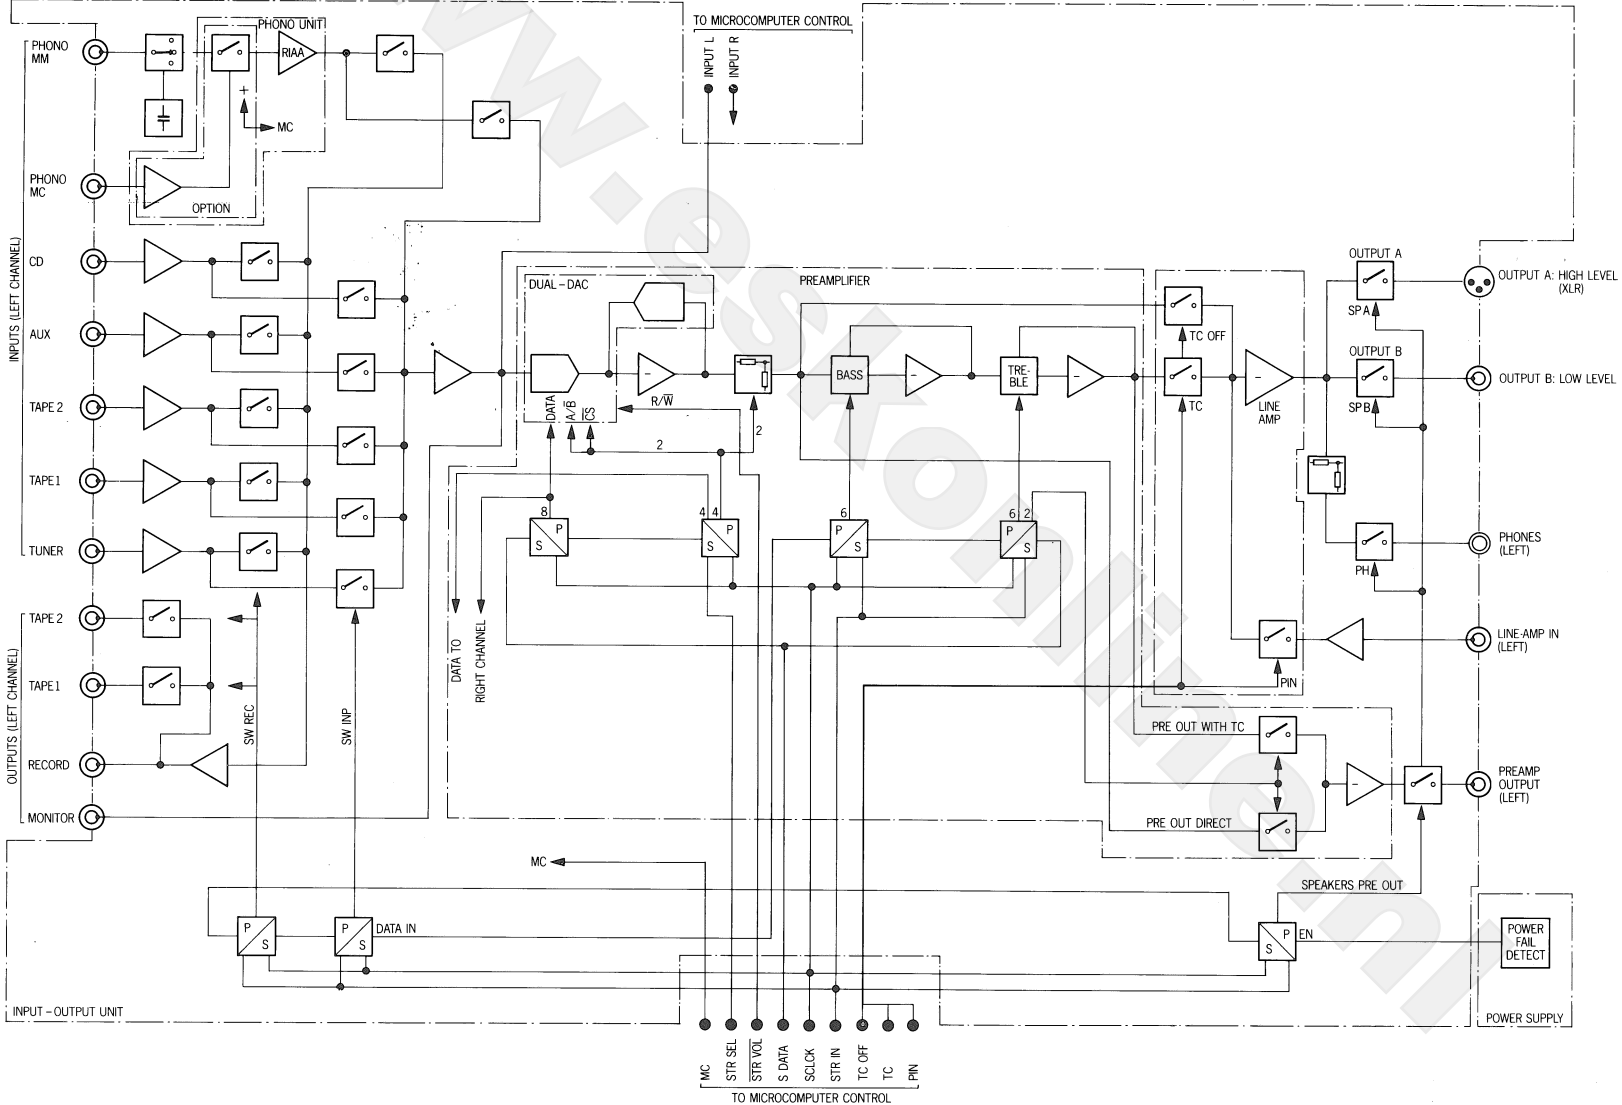 TO MICROCOMPUTER CONTROL
INPUT L
INPUT R
PHONO
MM
PHONO UNIT
RIAA
+
MC
PHONO
MC
OPTION
INPUTS (LEFT CHANNEL)
CD
AUX
TAPE 2
TAPE 1
TUNER
OUTPUTS (LEFT CHANNEL)
TAPE 2
TAPE 1
RECORD
MONITOR
SW REC
SW INP
DUAL-DAC
PREAMPLIFIER
DATA
A/B̅
C̅S̅
R/W̅
2
2
BASS
TRE-
BLE
TC OFF
TC
LINE
AMP
OUTPUT A
SPA
OUTPUT B
SPB
OUTPUT A: HIGH LEVEL
(XLR)
OUTPUT B: LOW LEVEL
PHONES
(LEFT)
PH
LINE-AMP IN
(LEFT)
PIN
8
P
S
4 4
P
S
6
P
S
6 2
P
S
DATA TO
RIGHT CHANNEL
PRE OUT WITH TC
PRE OUT DIRECT
PREAMP
OUTPUT
(LEFT)
MC
SPEAKERS PRE OUT
P
S
P
S
DATA IN
P
S
EN
POWER
FAIL
DETECT
POWER SUPPLY
INPUT-OUTPUT UNIT
MC
STR SEL
S̅T̅R̅ V̅O̅L̅
S DATA
SCLCK
STR IN
TC OFF
TC
PIN
TO MICROCOMPUTER CONTROL
www.eskonline.nl